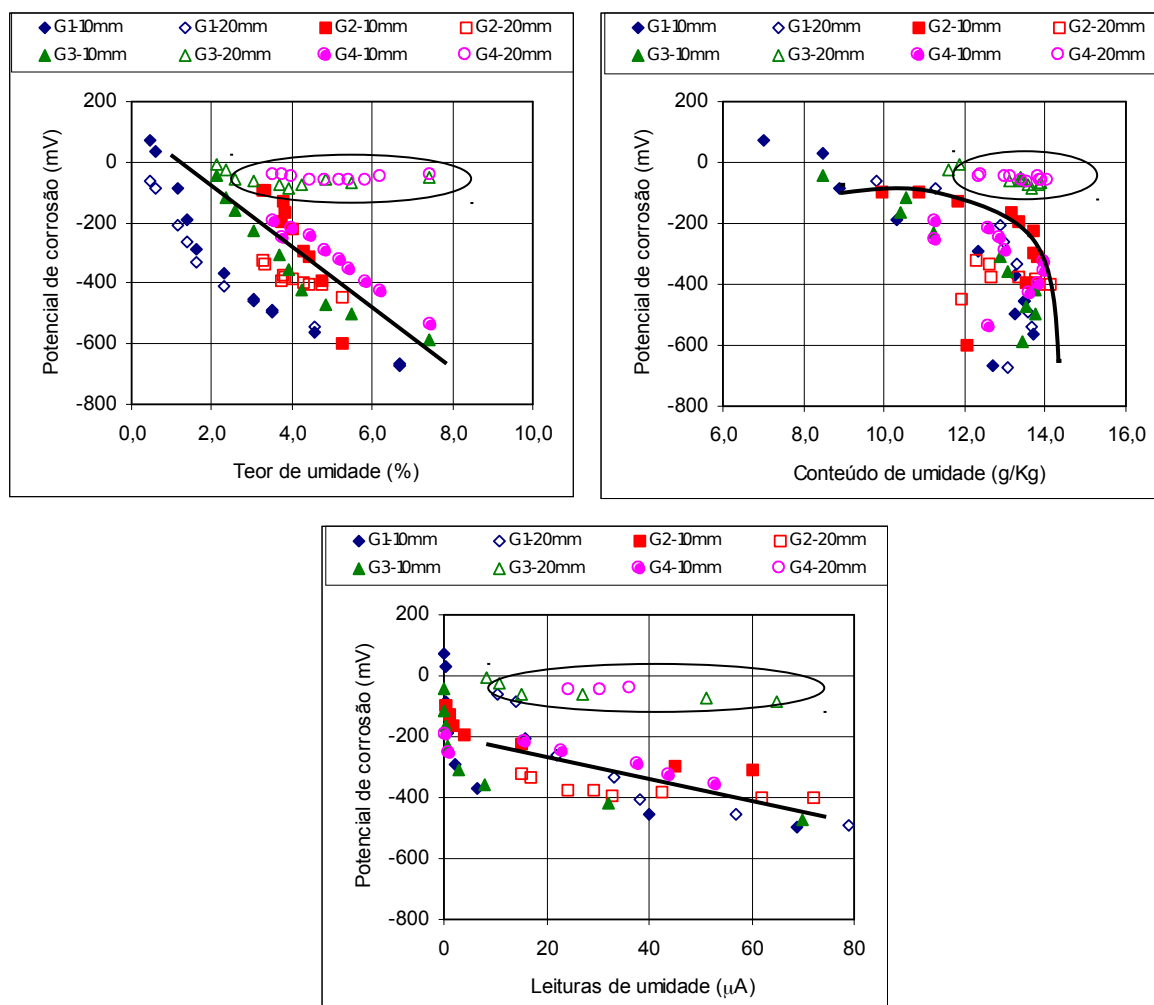 G1-10mm G1-20mm G2-10mm G2-20mm
G3-10mm G3-20mm G4-10mm G4-20mm
200
0
-200
-400
-600
-800
Potencial de corrosão (mV)
0,0 2,0 4,0 6,0 8,0 10,0
Teor de umidade (%)
G1-10mm G1-20mm G2-10mm G2-20mm
G3-10mm G3-20mm G4-10mm G4-20mm
200
0
-200
-400
-600
-800
Potencial de corrosão (mV)
6,0 8,0 10,0 12,0 14,0 16,0
Conteúdo de umidade (g/Kg)
G1-10mm G1-20mm G2-10mm G2-20mm
G3-10mm G3-20mm G4-10mm G4-20mm
200
0
-200
-400
-600
-800
Potencial de corrosão (mV)
0 20 40 60 80
Leituras de umidade (μA)